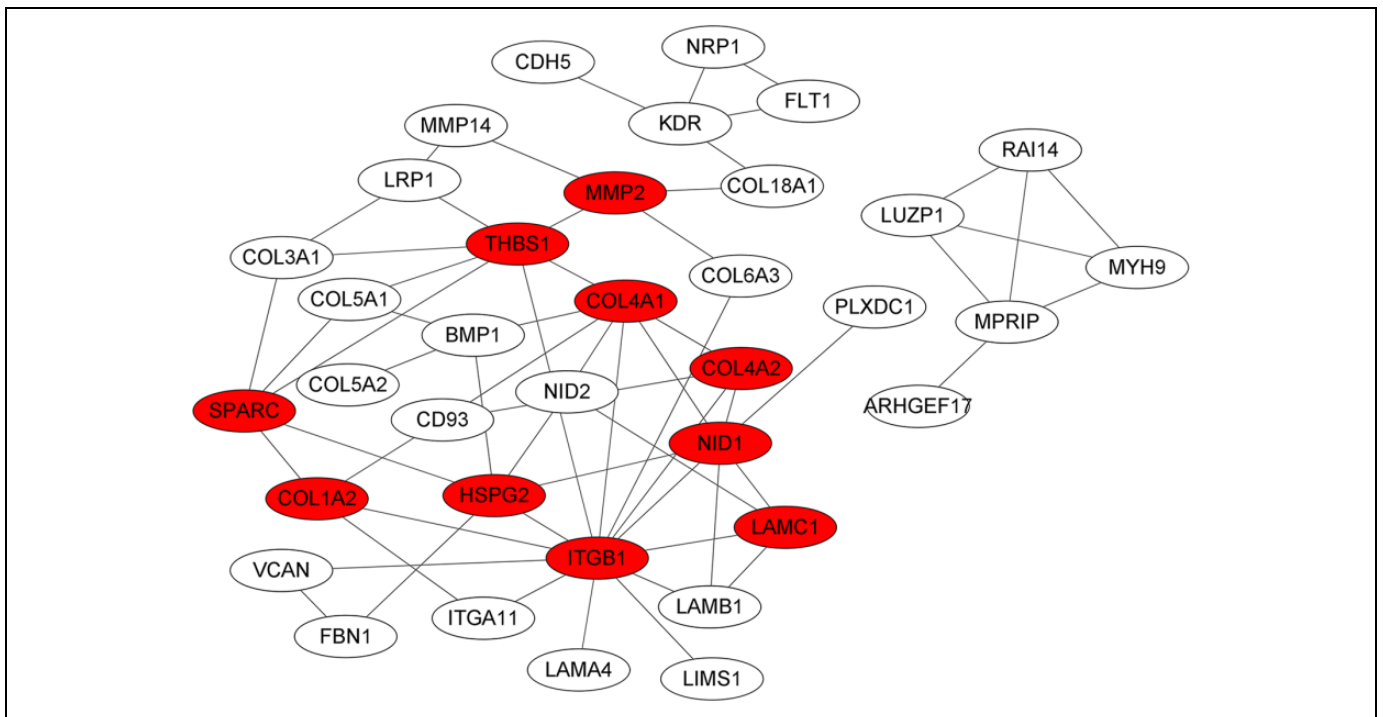 NRP1
CDH5
FLT1
KDR
MMP14
RAI14
LRP1
MMP2
COL18A1
LUZP1
THBS1
COL3A1
MYH9
COL6A3
COL5A1
COL4A1
PLXDC1
MPRIP
BMP1
COL4A2
COL5A2
NID2
ARHGEF17
SPARC
CD93
NID1
COL1A2
HSPG2
LAMC1
ITGB1
VCAN
LAMB1
ITGA11
FBN1
LAMA4
LIMS1